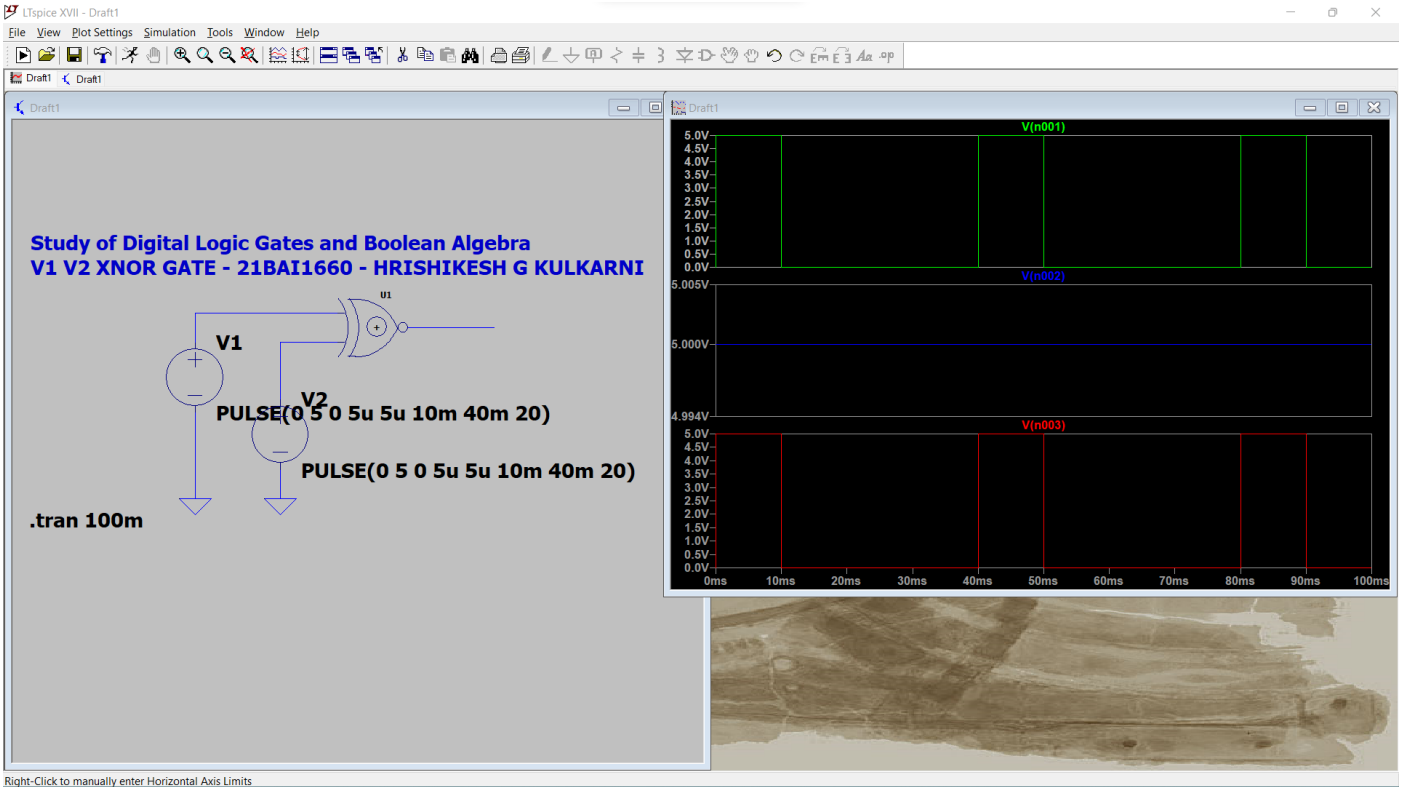 LTspice XVII - Draft1
File View Plot Settings Simulation Tools Window Help
Draft1 Draft1
Draft1
Study of Digital Logic Gates and Boolean Algebra
V1 V2 XNOR GATE - 21BAI1660 - HRISHIKESH G KULKARNI
U1
V1
V2
PULSE(0 5 0 5u 5u 10m 40m 20)
PULSE(0 5 0 5u 5u 10m 40m 20)
.tran 100m
Draft1
V(n001)
5.0V
4.5V
4.0V
3.5V
3.0V
2.5V
2.0V
1.5V
1.0V
0.5V
0.0V
V(n002)
5.005V
5.000V
4.994V
V(n003)
5.0V
4.5V
4.0V
3.5V
3.0V
2.5V
2.0V
1.5V
1.0V
0.5V
0.0V
0ms 10ms 20ms 30ms 40ms 50ms 60ms 70ms 80ms 90ms 100ms
Right-Click to manually enter Horizontal Axis Limits